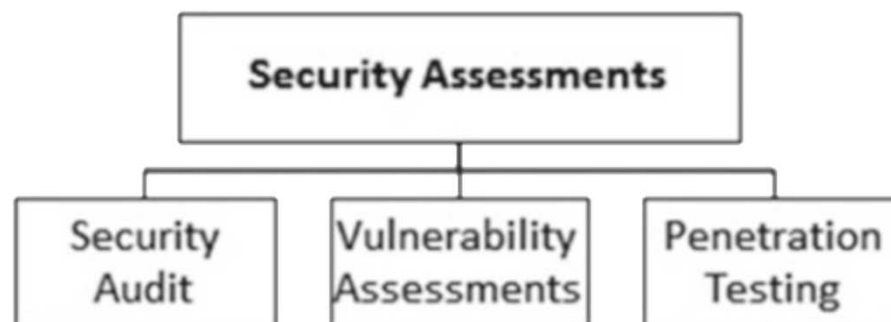 Security Assessments
Security
Audit
Vulnerability
Assessments
Penetration
Testing